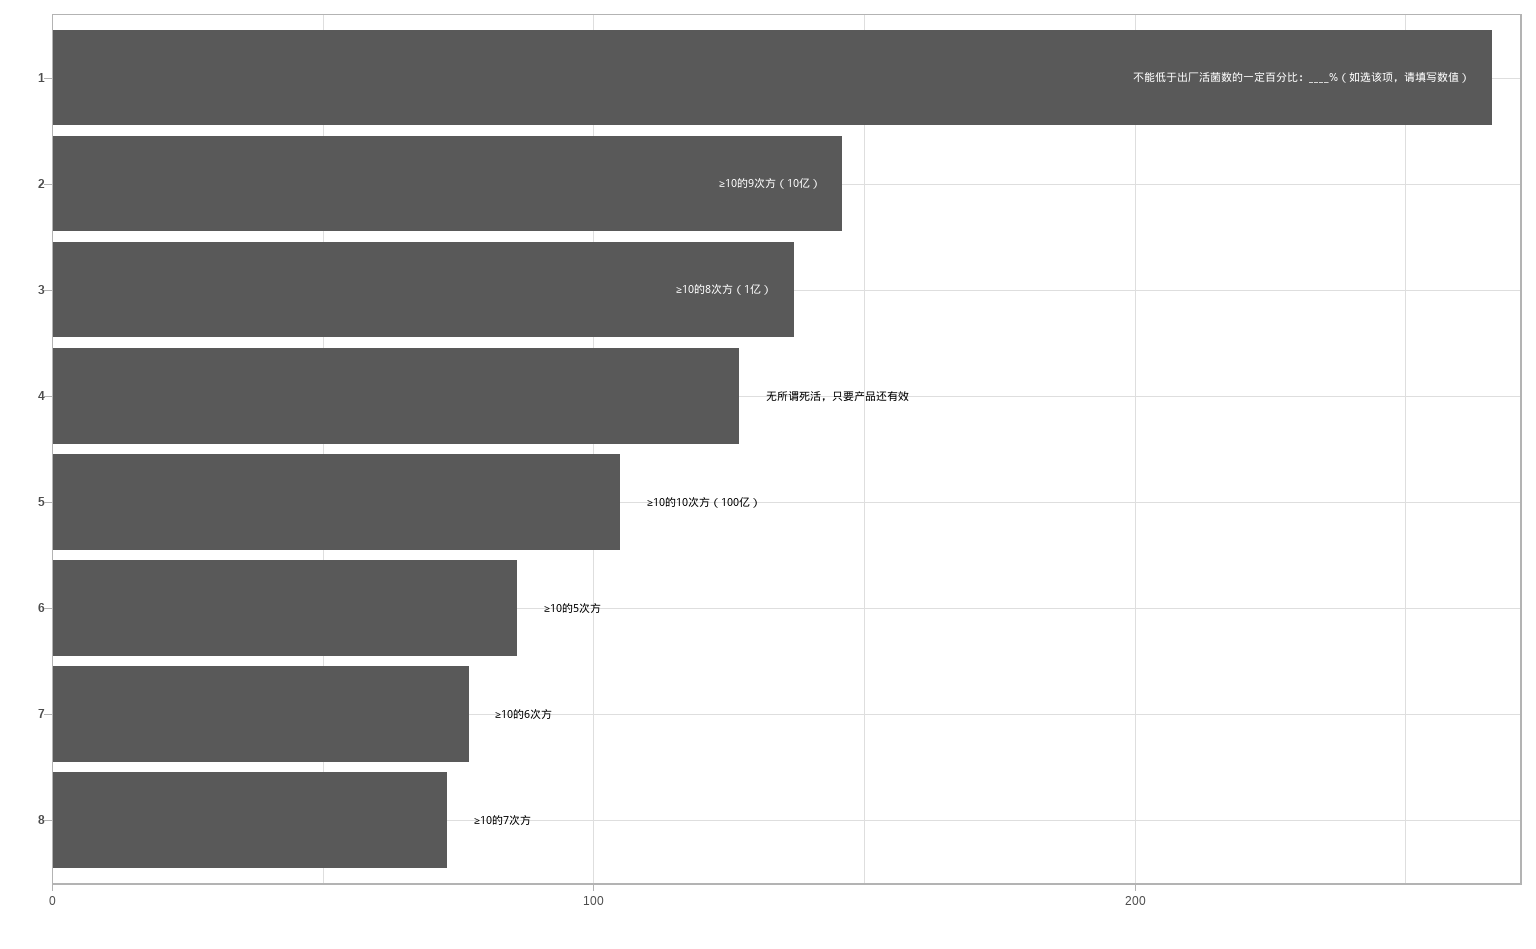 1
不能低于出厂活菌数的一定百分比：____%（如选该项，请填写数值）
2
≥10的9次方（10亿）
3
≥10的8次方（1亿）
4
无所谓死活，只要产品还有效
5
≥10的10次方（100亿）
6
≥10的5次方
7
≥10的6次方
8
≥10的7次方
0
100
200